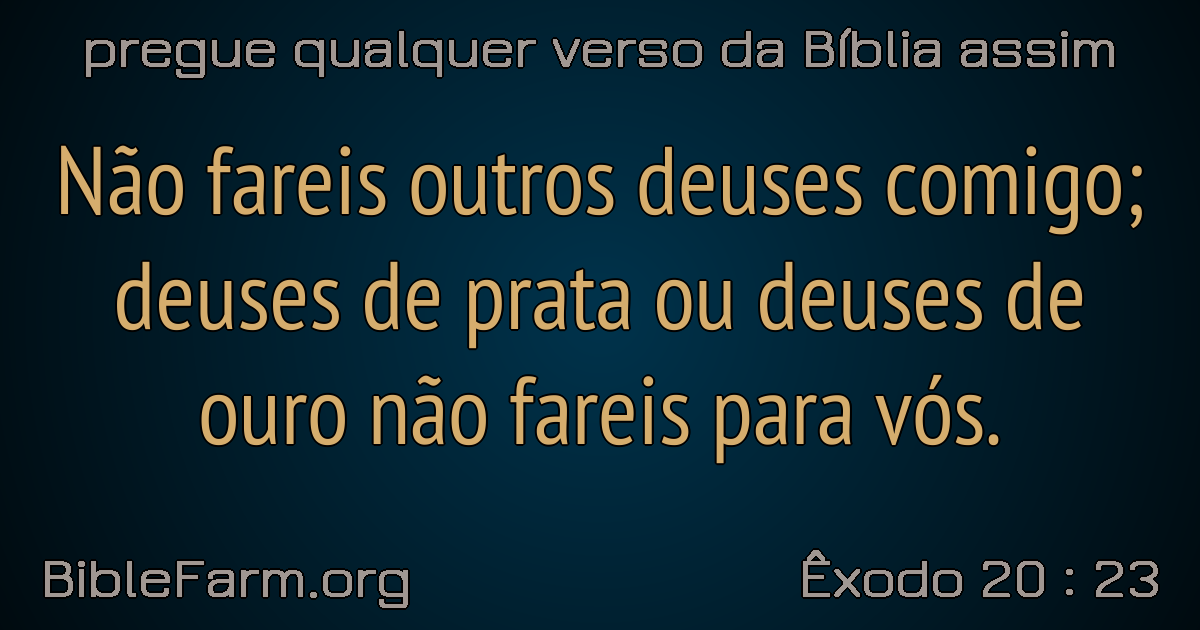 pregue qualquer verso da Bíblia assim
Não fareis outros deuses comigo;
deuses de prata ou deuses de
ouro não fareis para vós.
BibleFarm.org
Êxodo 20 : 23